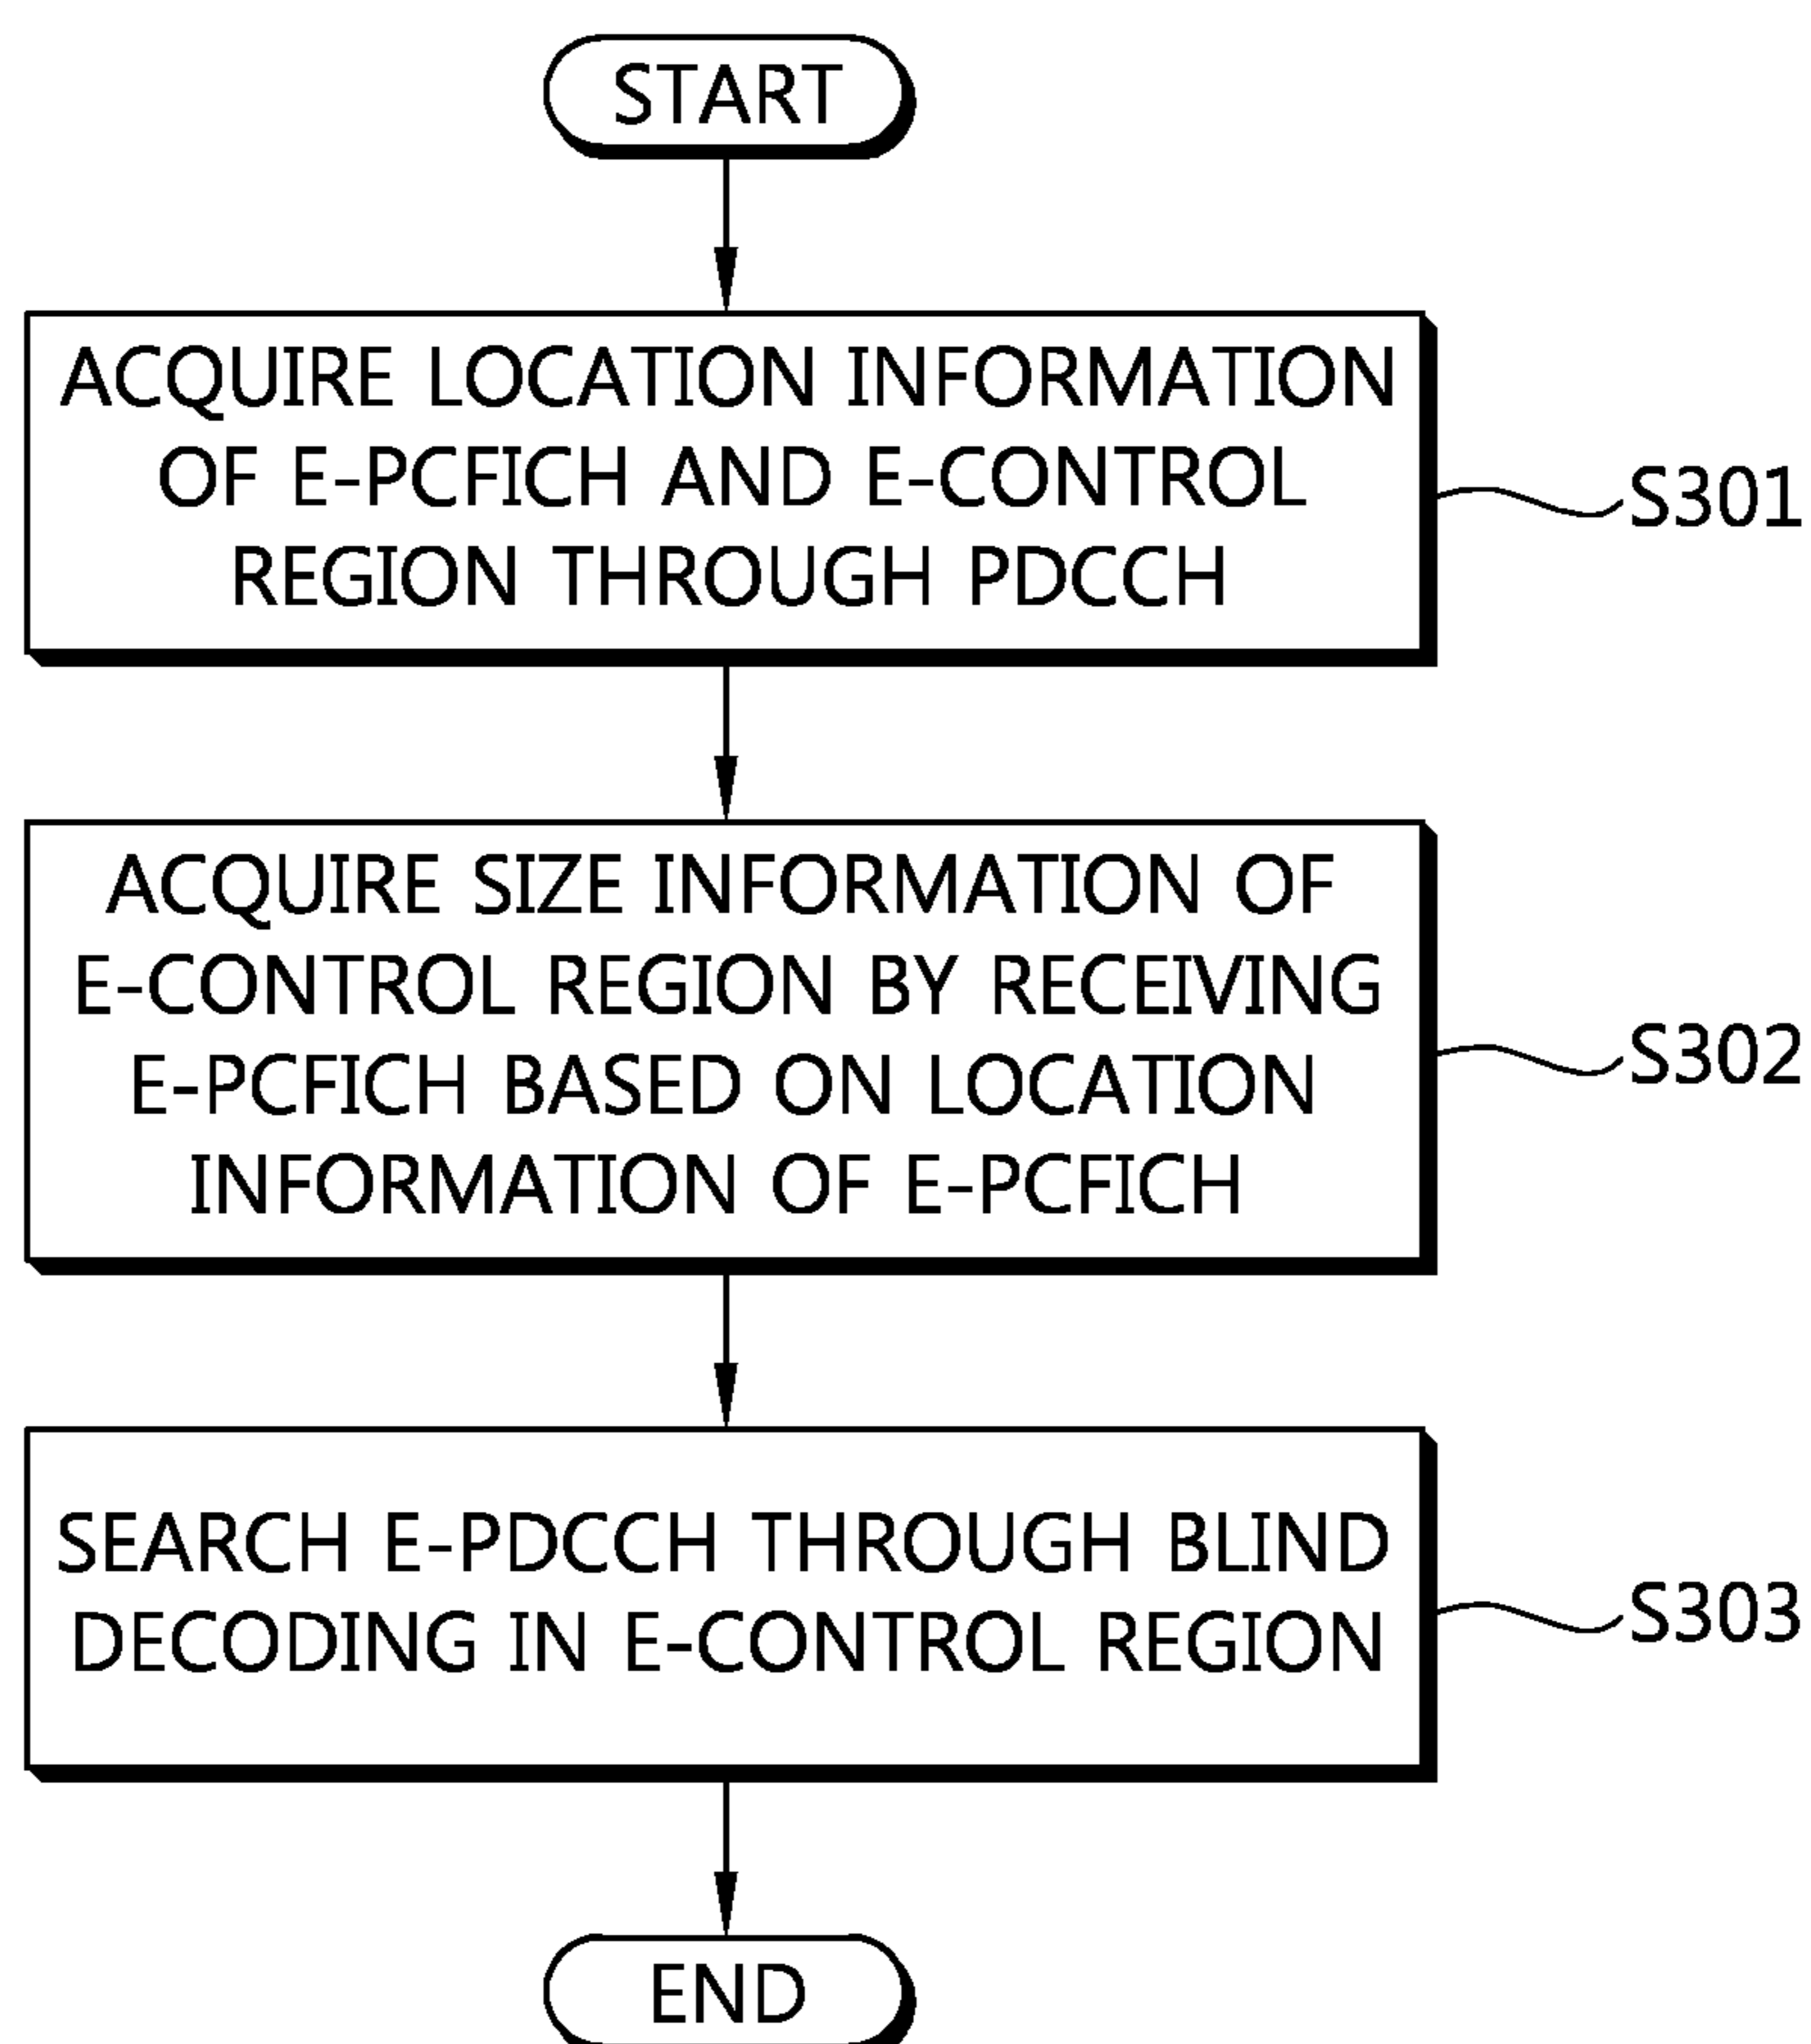 START
ACQUIRE LOCATION INFORMATION
OF E-PCFICH AND E-CONTROL
REGION THROUGH PDCCH
S301
ACQUIRE SIZE INFORMATION OF
E-CONTROL REGION BY RECEIVING
E-PCFICH BASED ON LOCATION
INFORMATION OF E-PCFICH
S302
SEARCH E-PDCCH THROUGH BLIND
DECODING IN E-CONTROL REGION
S303
END